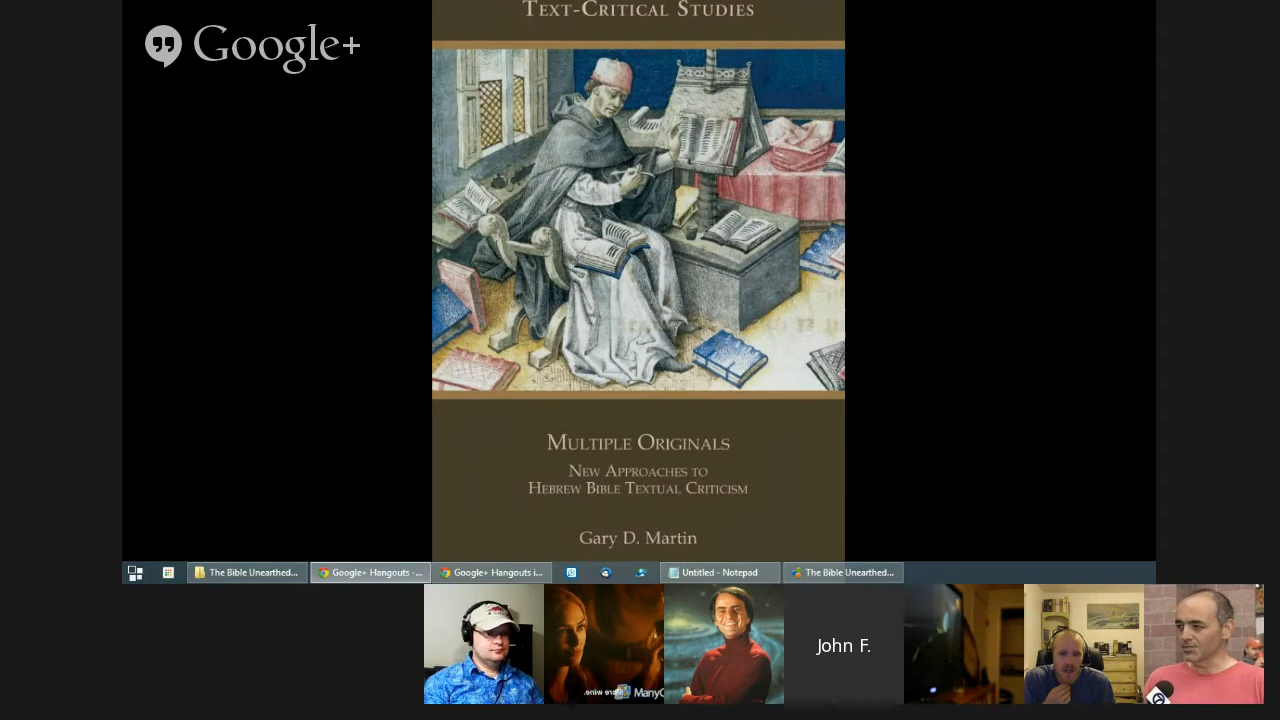 TEXT-CRITICAL STUDIES
Google+
MULTIPLE ORIGINALS
NEW APPROACHES TO
HEBREW BIBLE TEXTUAL CRITICISM
Gary D. Martin
The Bible Unearthed...
Google+ Hangouts -...
Google+ Hangouts i...
Untitled - Notepad
The Bible Unearthed...
John F.
ManyC